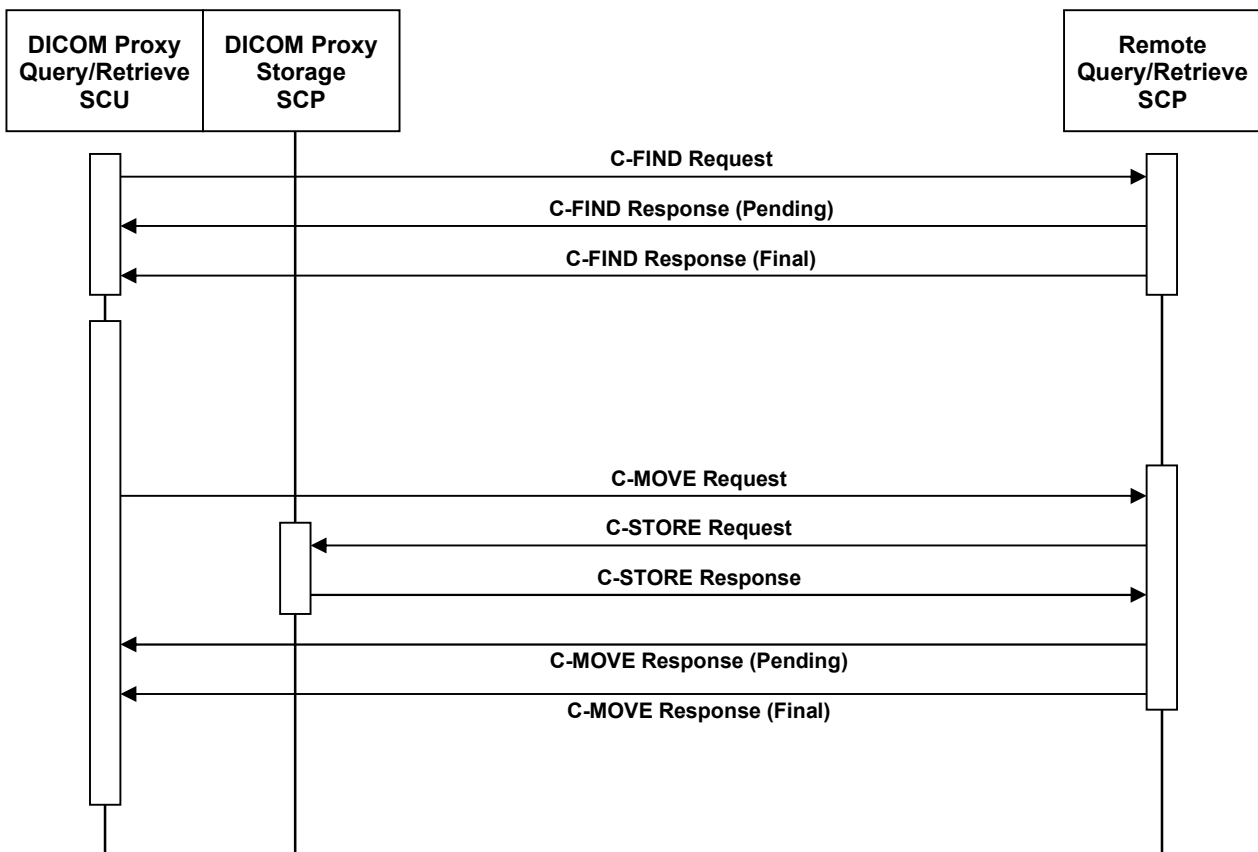 DICOM Proxy
Query/Retrieve
SCU
DICOM Proxy
Storage
SCP
Remote
Query/Retrieve
SCP
C-FIND Request
C-FIND Response (Pending)
C-FIND Response (Final)
C-MOVE Request
C-STORE Request
C-STORE Response
C-MOVE Response (Pending)
C-MOVE Response (Final)